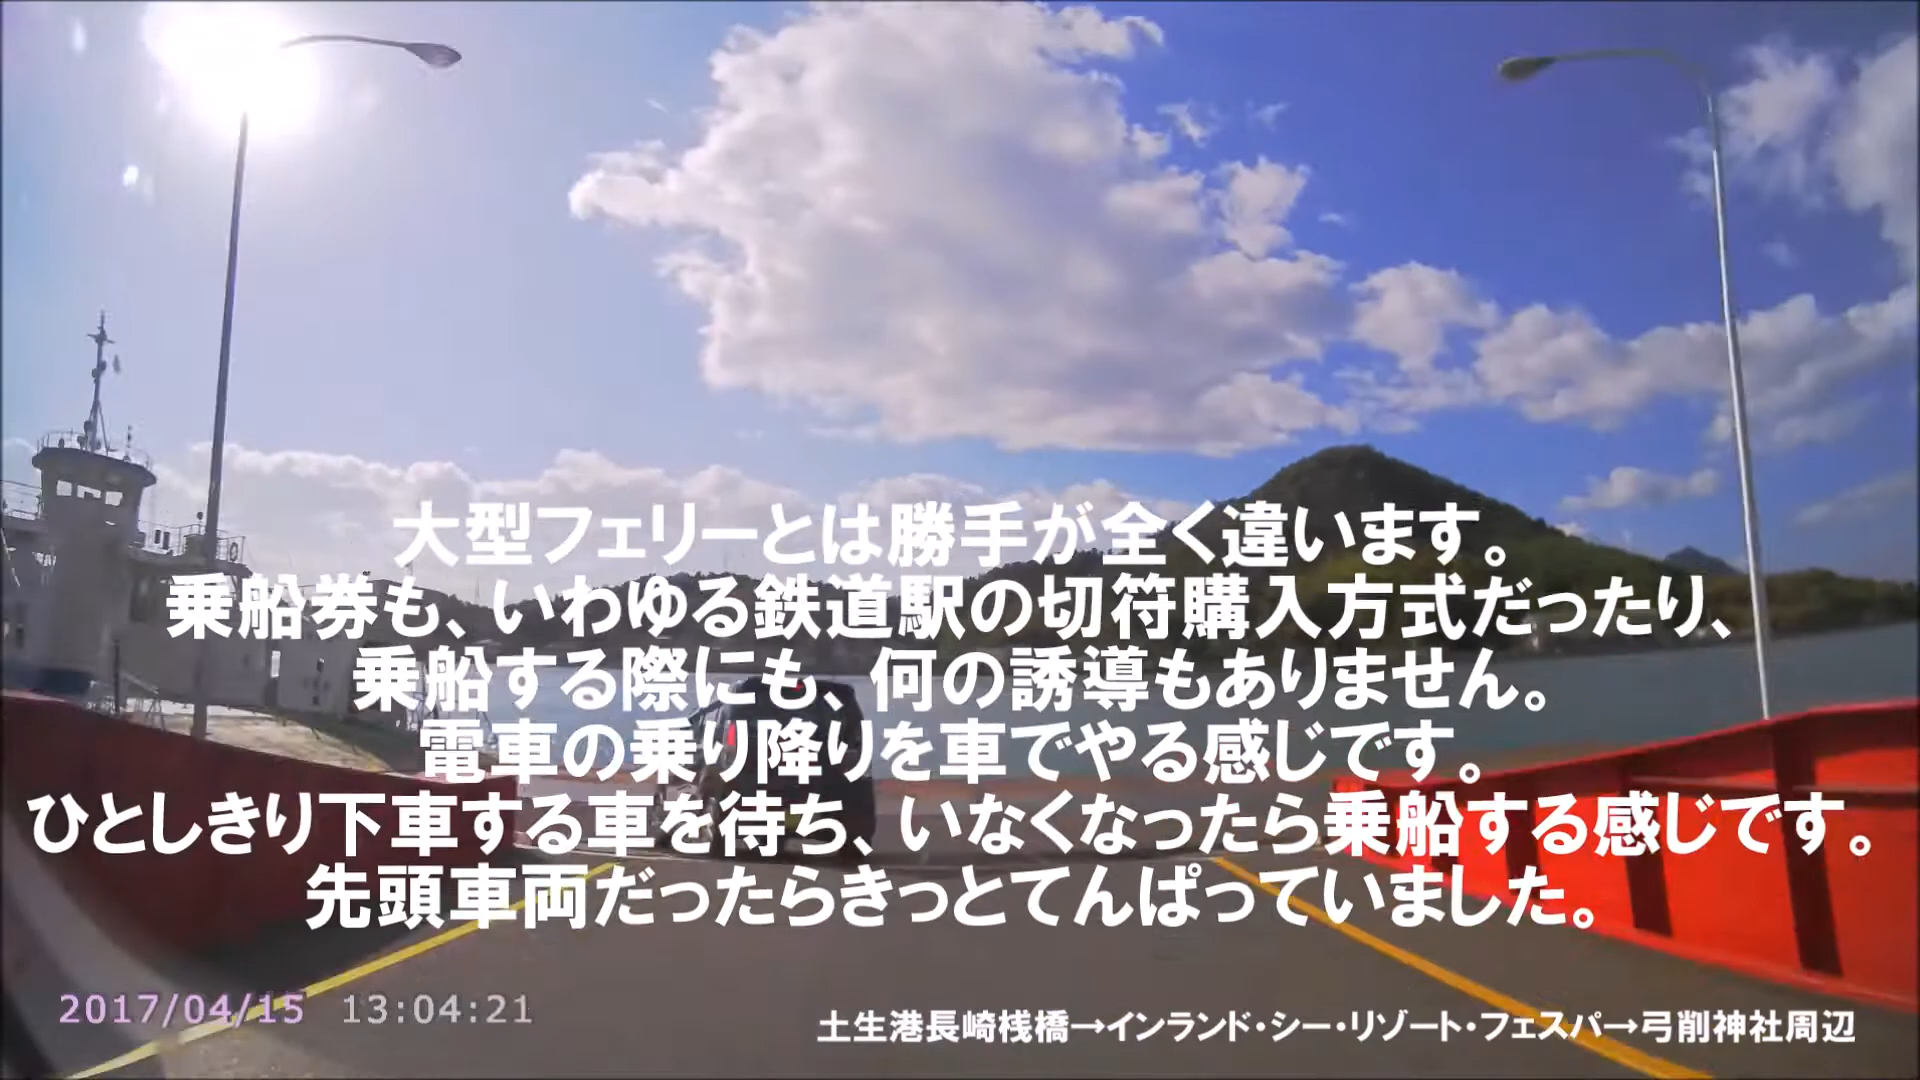 大型フェリーとは勝手が全く違います。
乗船券も、いわゆる鉄道駅の切符購入方式だったり、
乗船する際にも、何の誘導もありません。
電車の乗り降りを車でやる感じです。
ひとしきり下車する車を待ち、いなくなったら乗船する感じです。
先頭車両だったらきっとてんぱっていました。
2017/04/15 13:04:21
土生港長崎桟橋→インランド・シー・リゾート・フェスパ→弓削神社周辺